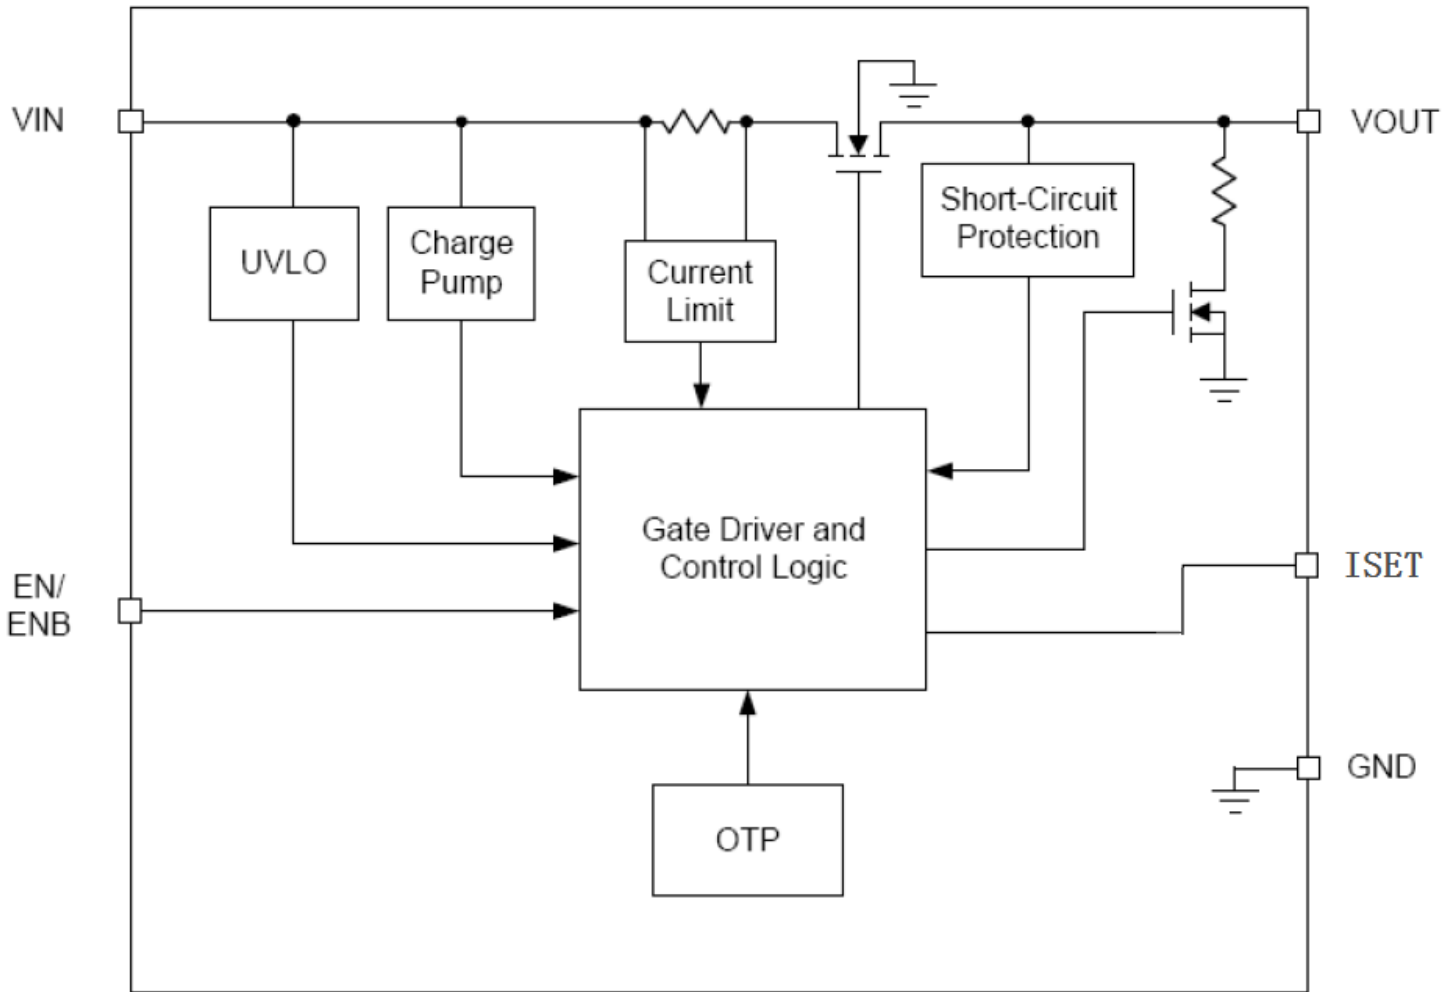 VIN
VOUT
UVLO
Charge
Pump
Current
Limit
Short-Circuit
Protection
Gate Driver and
Control Logic
EN/
ENB
ISET
GND
OTP